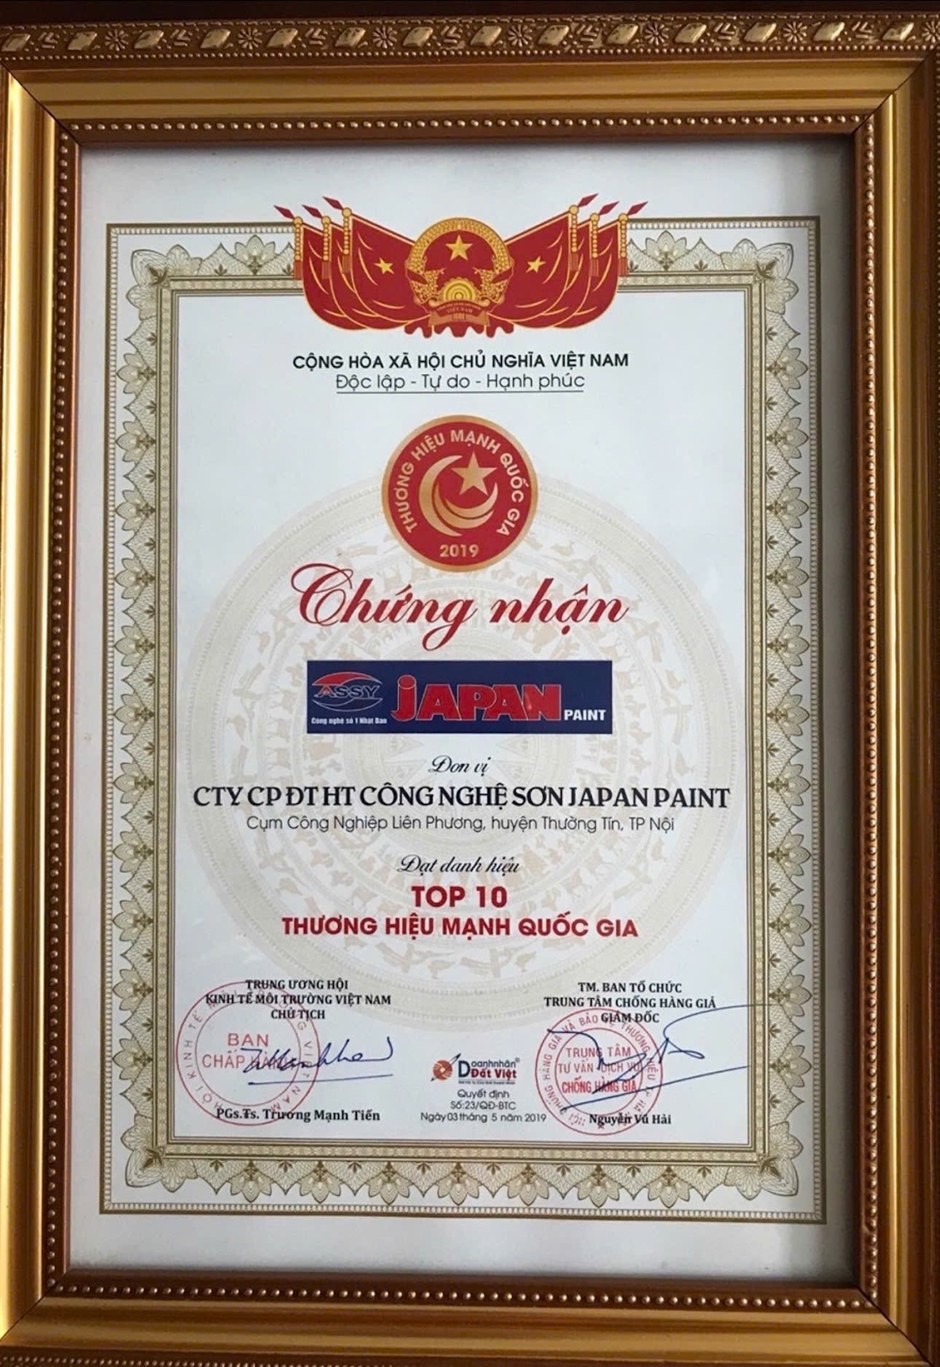 CỘNG HÒA XÃ HỘI CHỦ NGHĨA VIỆT NAM
Độc lập - Tự do - Hạnh phúc
THƯƠNG HIỆU MẠNH QUỐC GIA
2019
Chứng nhận
ASSY
Công nghệ số 1 Nhật Bản
JAPAN
PAINT
Đơn vị
CTY CP ĐT HT CÔNG NGHỆ SƠN JAPAN PAINT
Cụm Công Nghiệp Liên Phương, huyện Thường Tín, TP Nội
Đạt danh hiệu
TOP 10
THƯƠNG HIỆU MẠNH QUỐC GIA
TRUNG ƯƠNG HỘI
KINH TẾ MÔI TRƯỜNG VIỆT NAM
CHỦ TỊCH
BAN
CHẤP HÀNH
PGs.Ts. Trương Mạnh Tiến
Doanhnhân
Đất Việt
Quyết định
Số:23/QĐ-BTC
Ngày 03 tháng 5 năm 2019
TM. BAN TỔ CHỨC
TRUNG TÂM CHỐNG HÀNG GIẢ
GIÁM ĐỐC
TRUNG TÂM
TƯ VẤN DỊCH VỤ
CHỐNG HÀNG GIẢ
Nguyễn Vũ Hải